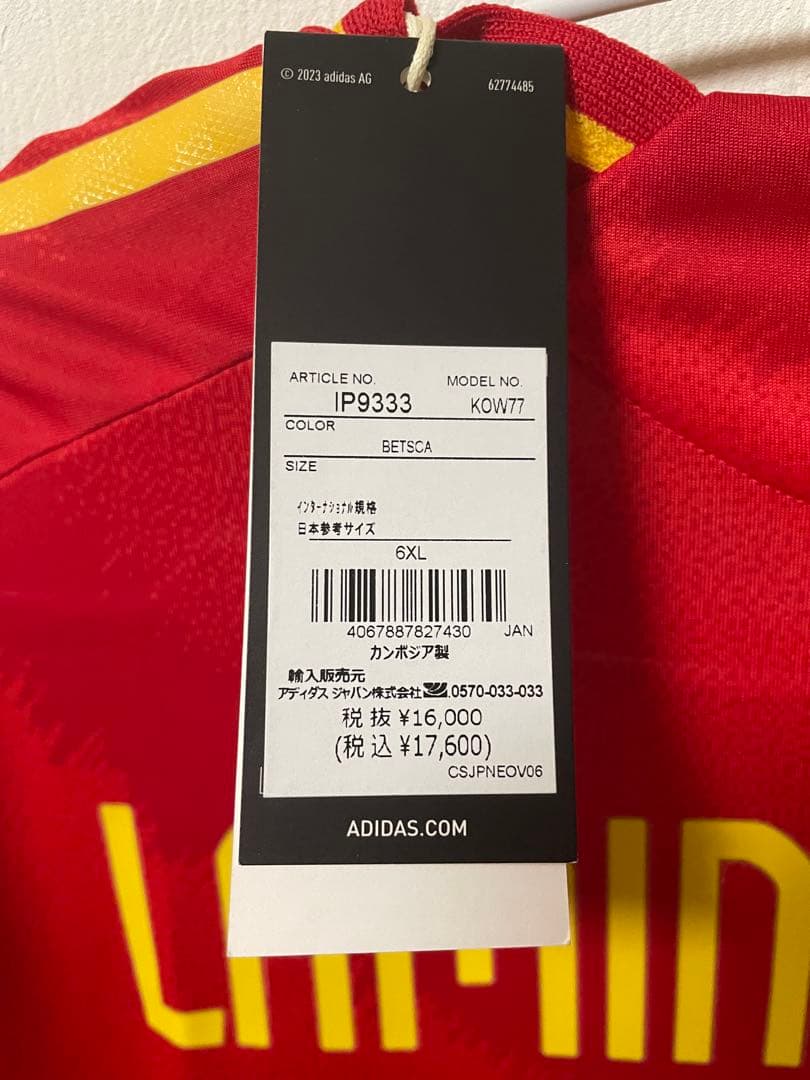 © 2023 adidas AG
62774485
ARTICLE NO. MODEL NO.
IP9333 KOW77
COLOR
BETSCA
SIZE
インターナショナル規格
日本参考サイズ
6XL
4067887827430 JAN
カンボジア製
輸入販売元
アディダス ジャパン株式会社 .0570-033-033
税抜 ¥16,000
(税込 ¥17,600)
CSJPNEOV06
ADIDAS.COM
LAMIN